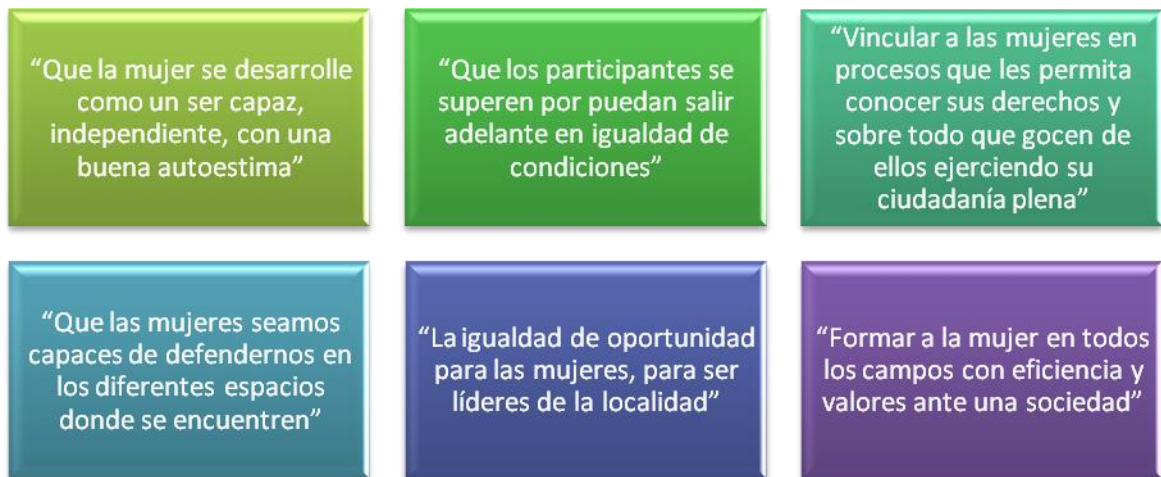 “Que la mujer se desarrolle
como un ser capaz,
independiente, con una
buena autoestima”
“Que los participantes se
superen por puedan salir
adelante en igualdad de
condiciones”
“Vincular a las mujeres en
procesos que les permita
conocer sus derechos y
sobre todo que gocen de
ellos ejerciendo su
ciudadanía plena”
“Que las mujeres seamos
capaces de defendernos en
los diferentes espacios
donde se encuentren”
“La igualdad de oportunidad
para las mujeres, para ser
líderes de la localidad”
“Formar a la mujer en todos
los campos con eficiencia y
valores ante una sociedad”